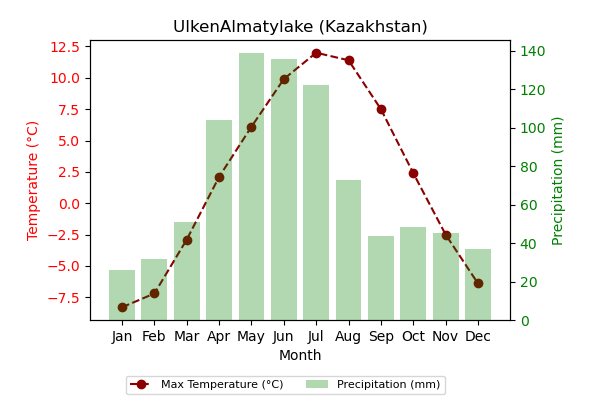 UlkenAlmatylake (Kazakhstan)
12.5
10.0
7.5
5.0
2.5
0.0
−2.5
−5.0
−7.5
Temperature (°C)
140
120
100
80
60
40
20
0
Precipitation (mm)
Jan Feb Mar Apr May Jun Jul Aug Sep Oct Nov Dec
Month
Max Temperature (°C) Precipitation (mm)